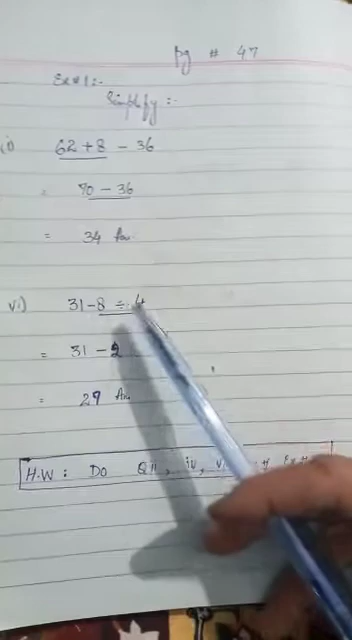 Pg # 47
Ex # 1:-
Simplify :-
i) 62 + 8 - 36
= 70 - 36
= 34 Ans
vi) 31 - 8 ÷ 4
= 31 - 2
= 29 Ans
H.W : Do Q ii, iv, v